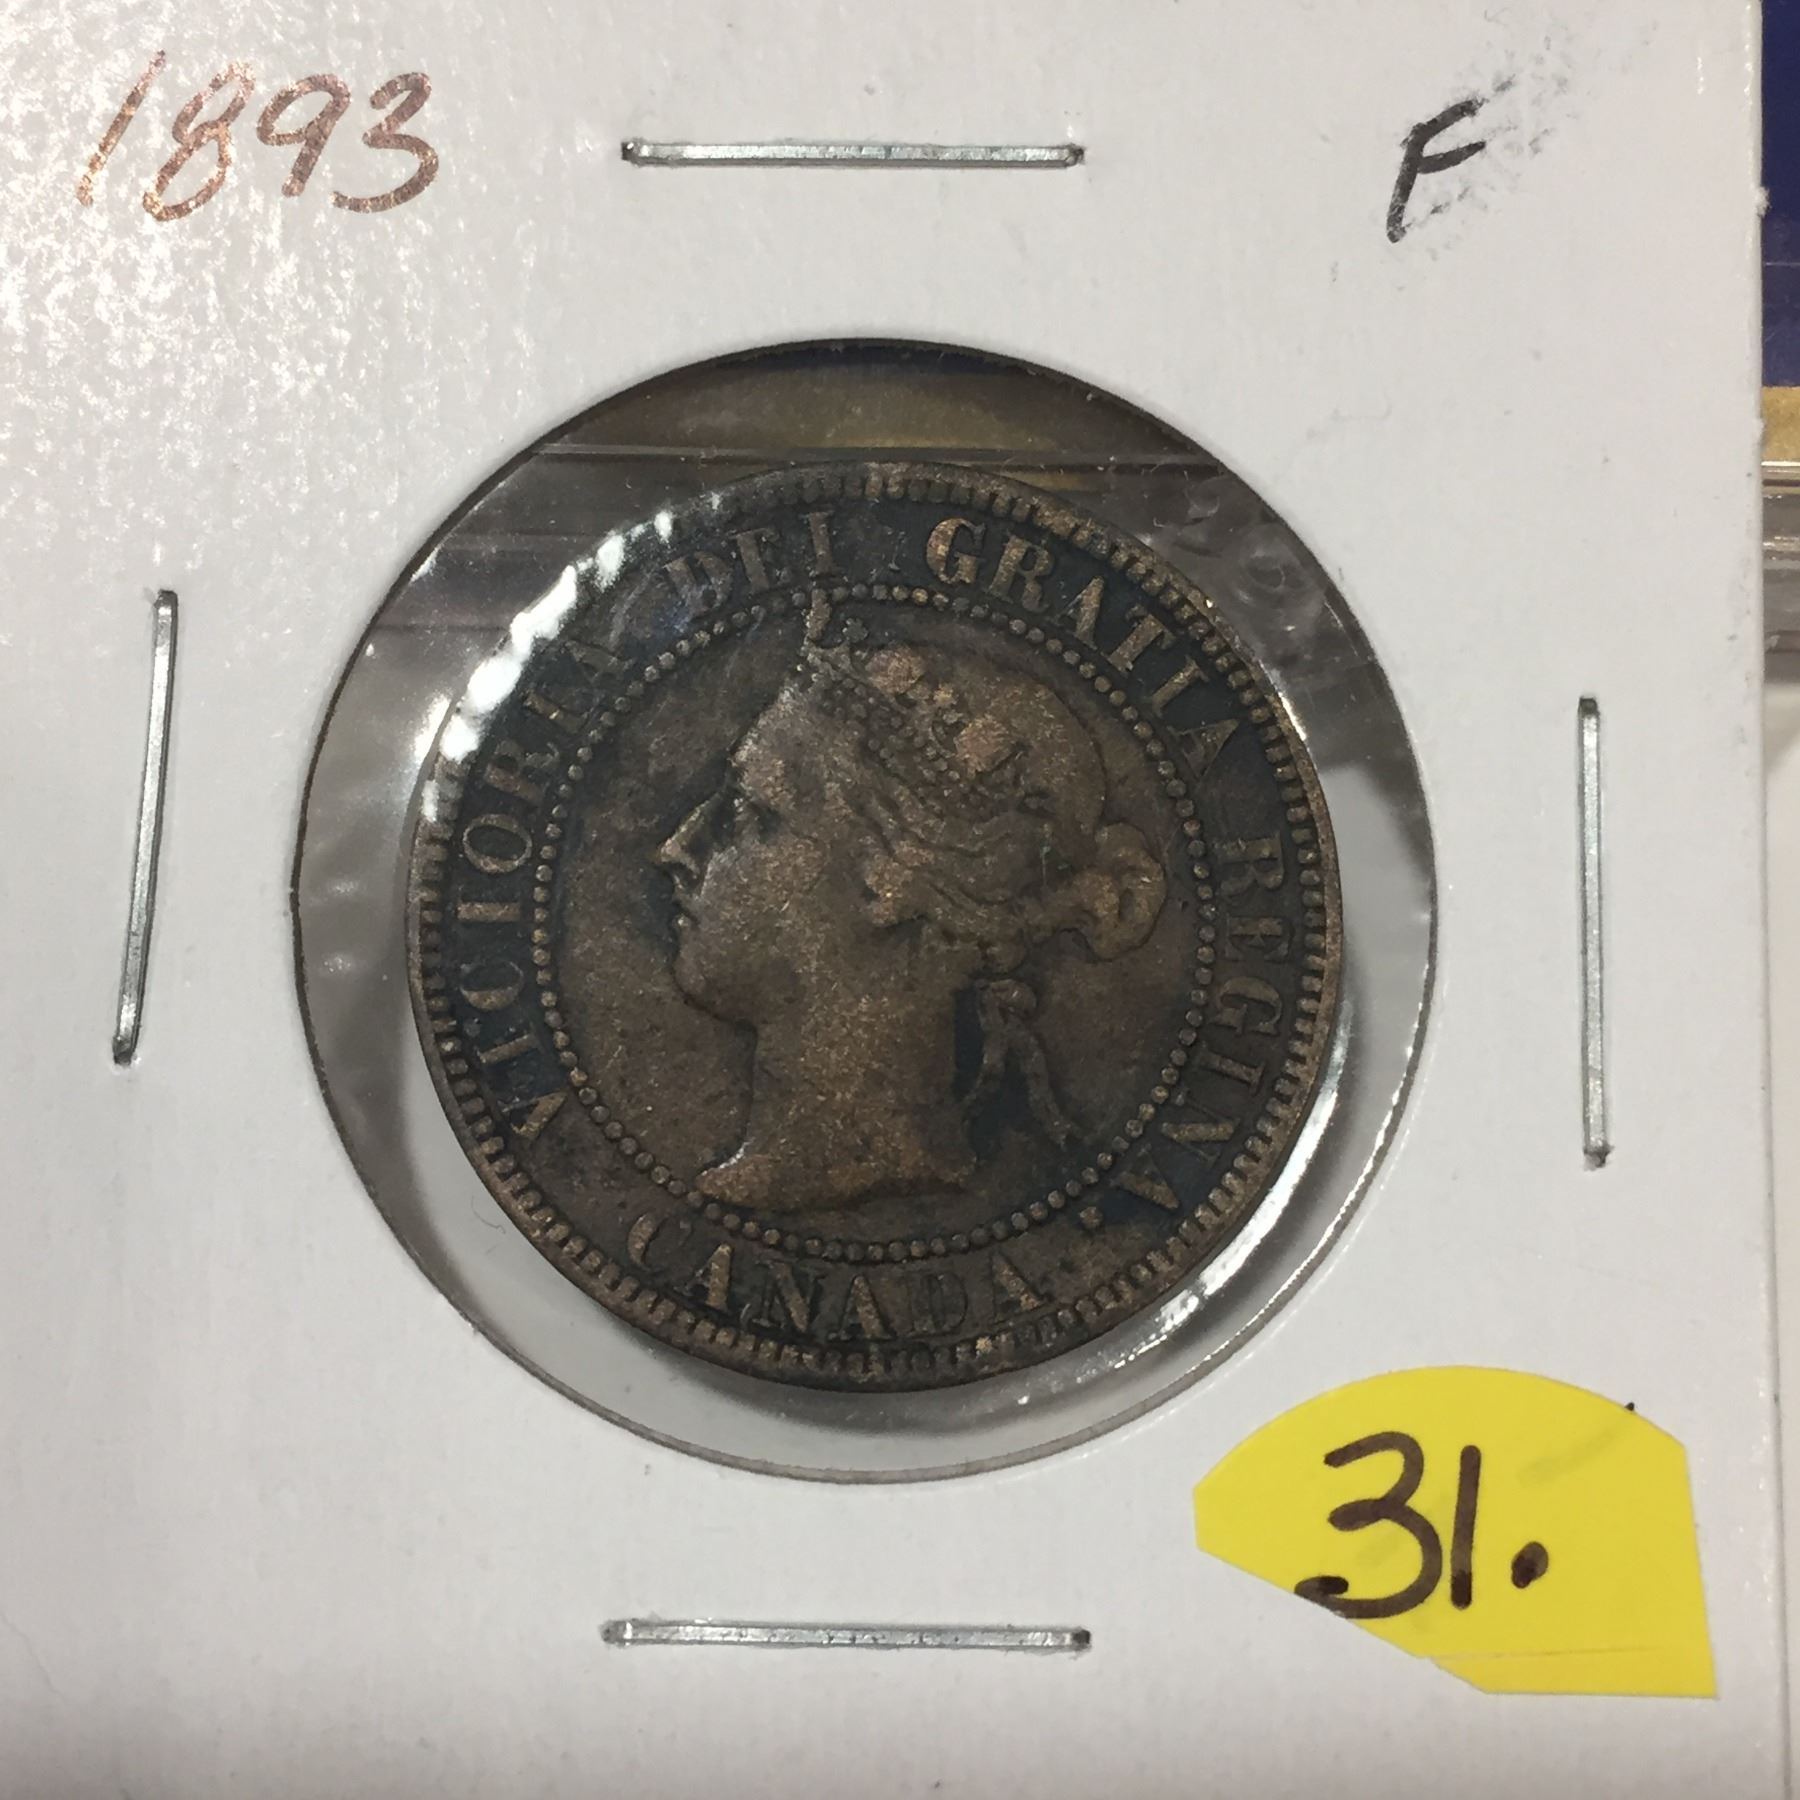 1893
F
VICTORIA DEI GRATIA REGINA.
CANADA
31.